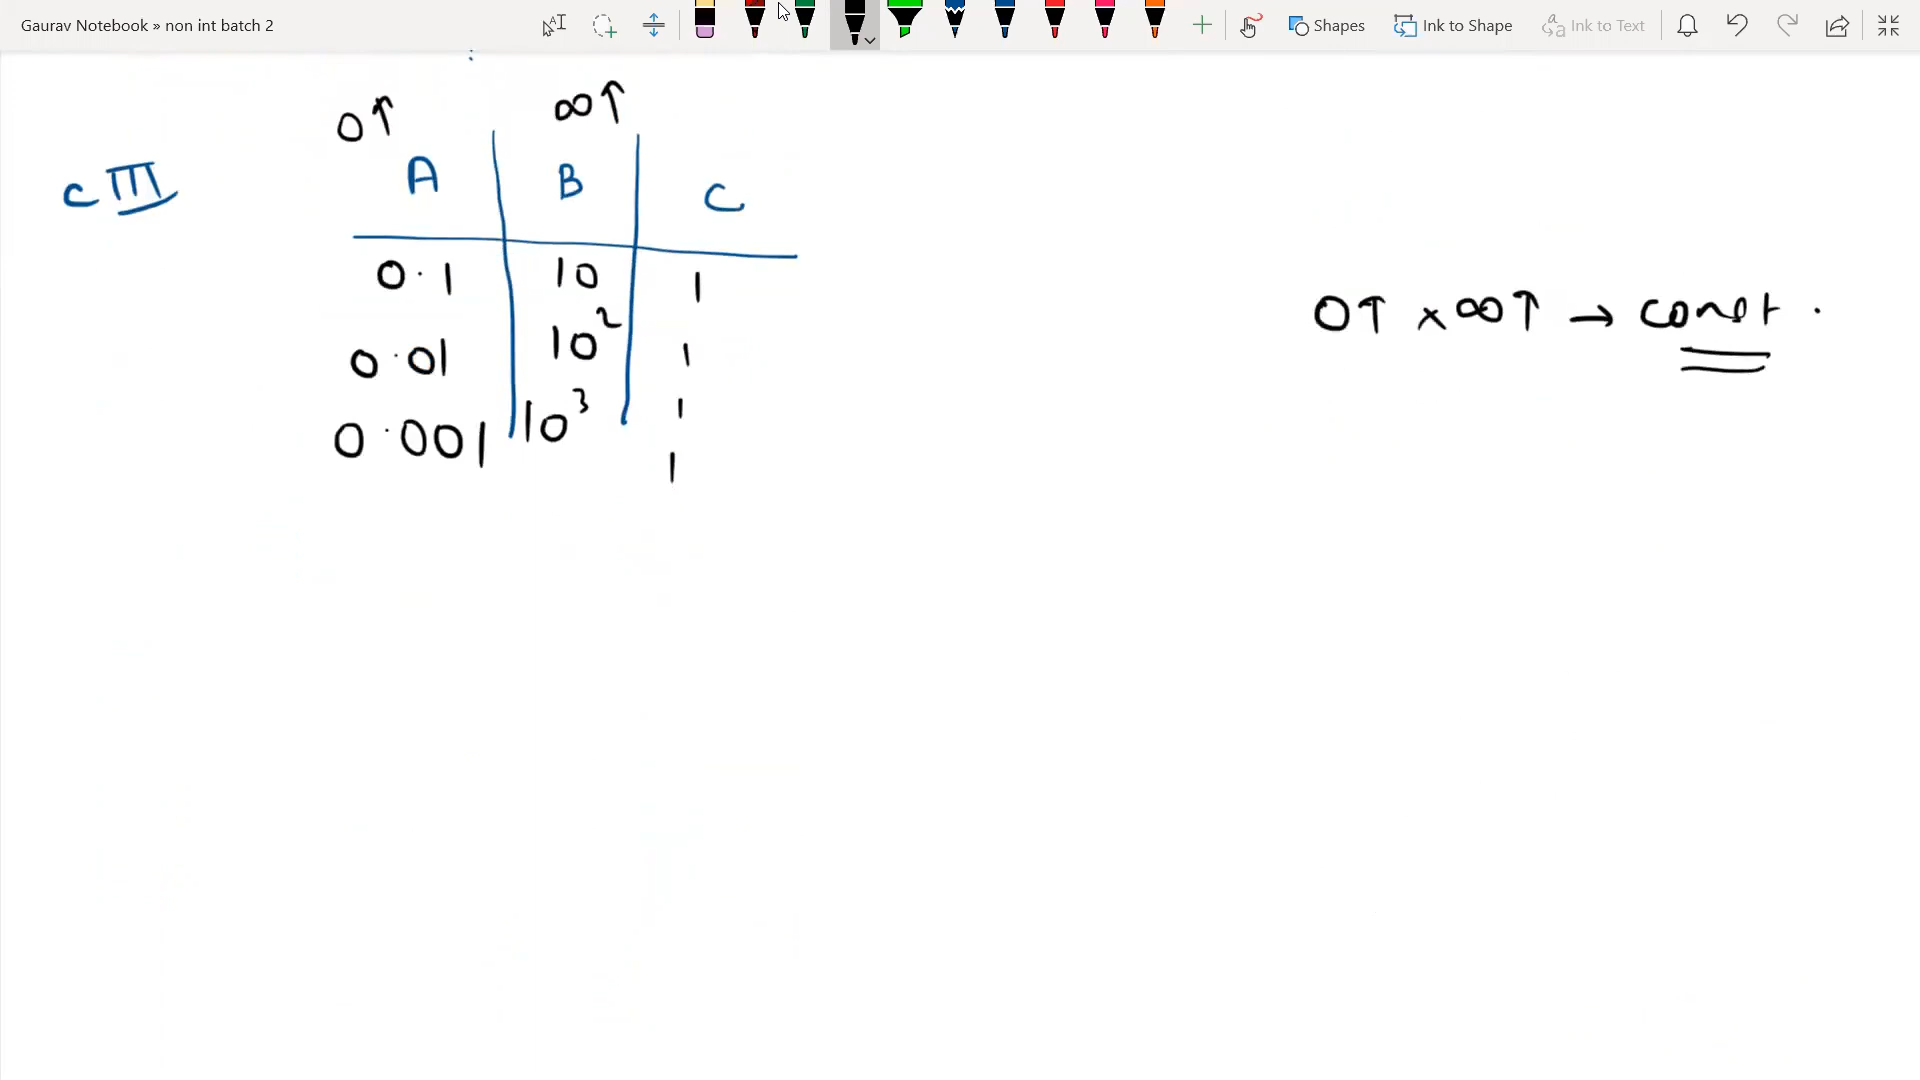 Gaurav Notebook » non int batch 2
Shapes
Ink to Shape
Ink to Text
0↑ ∞↑
C III A B C
0.1 10 1
0.01 10² 1
0.001 10³ 1
1
0↑ × ∞↑ → const.